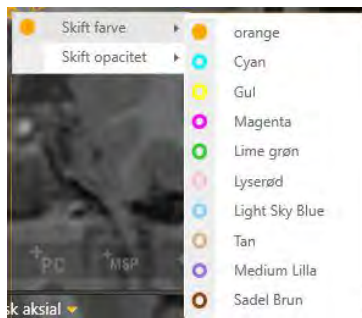 Skift farve
Skift opacitet
orange
Cyan
Gul
Magenta
Lime grøn
Lyserød
Light Sky Blue
Tan
Medium Lilla
Sadel Brun
PC
MSP
sk aksial